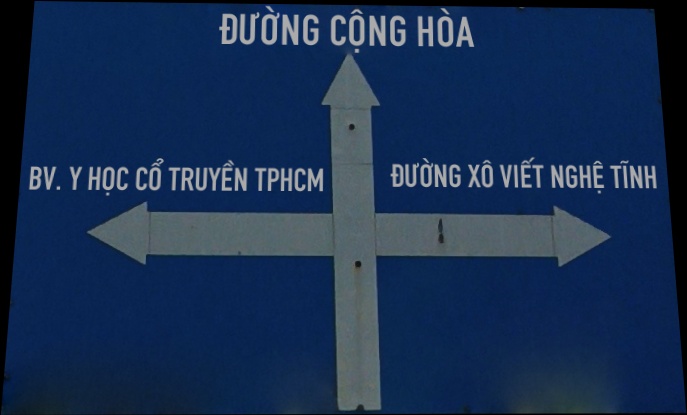 ĐƯỜNG CỘNG HÒA
BV. Y HỌC CỔ TRUYỀN TPHCM
ĐƯỜNG XÔ VIẾT NGHỆ TĨNH